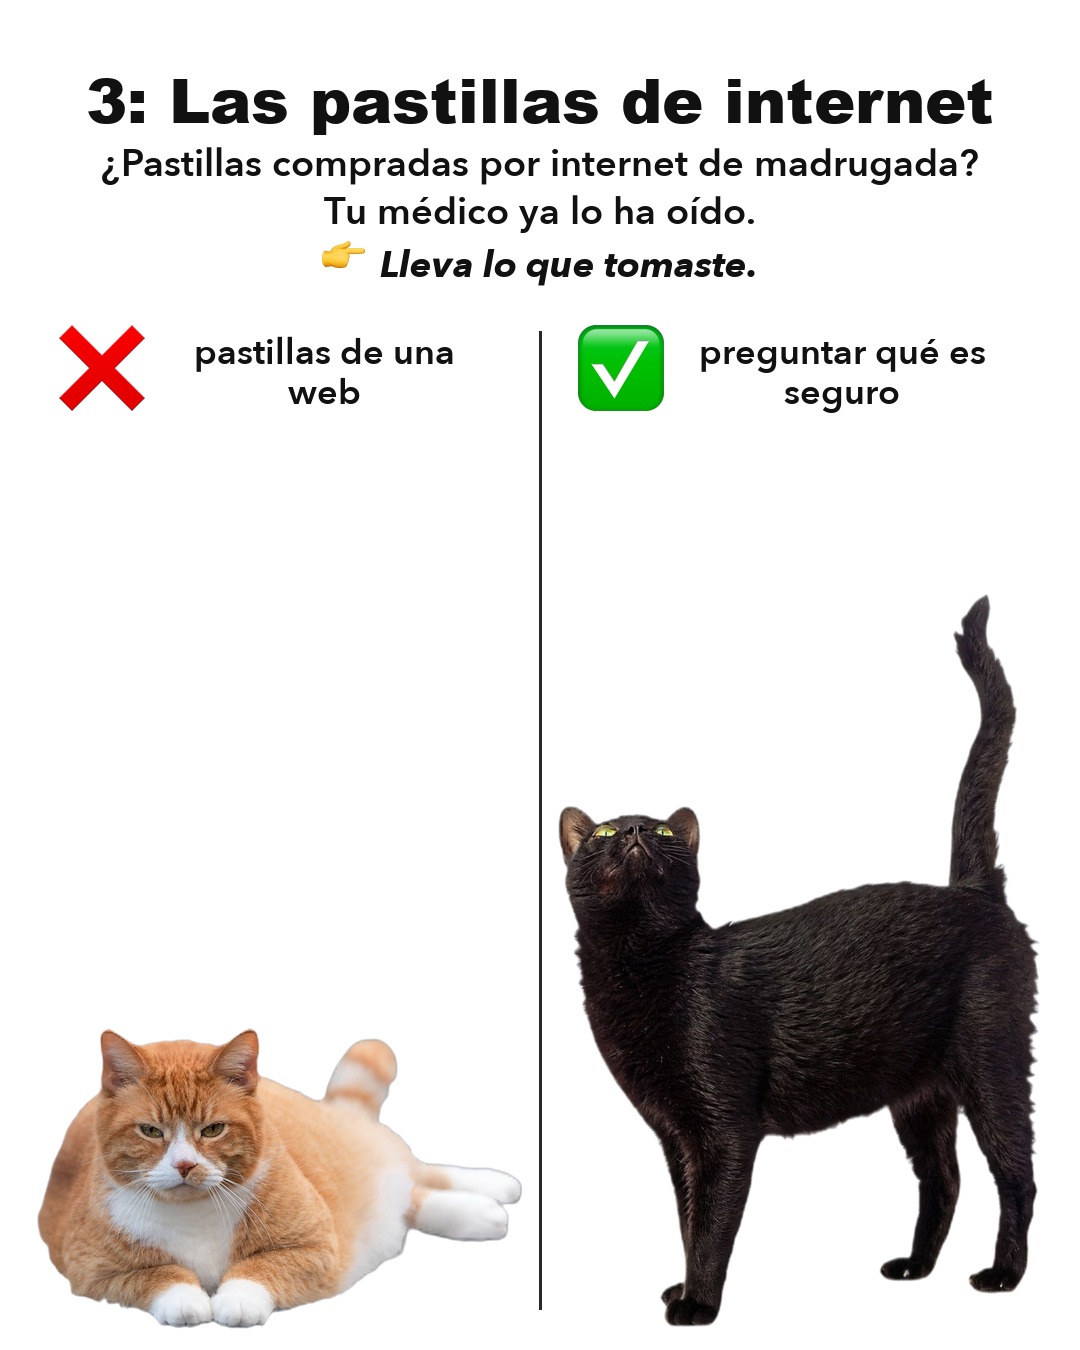 3: Las pastillas de internet
¿Pastillas compradas por internet de madrugada?
Tu médico ya lo ha oído.
👉 Lleva lo que tomaste.
❌ pastillas de una
web
✅ preguntar qué es
seguro